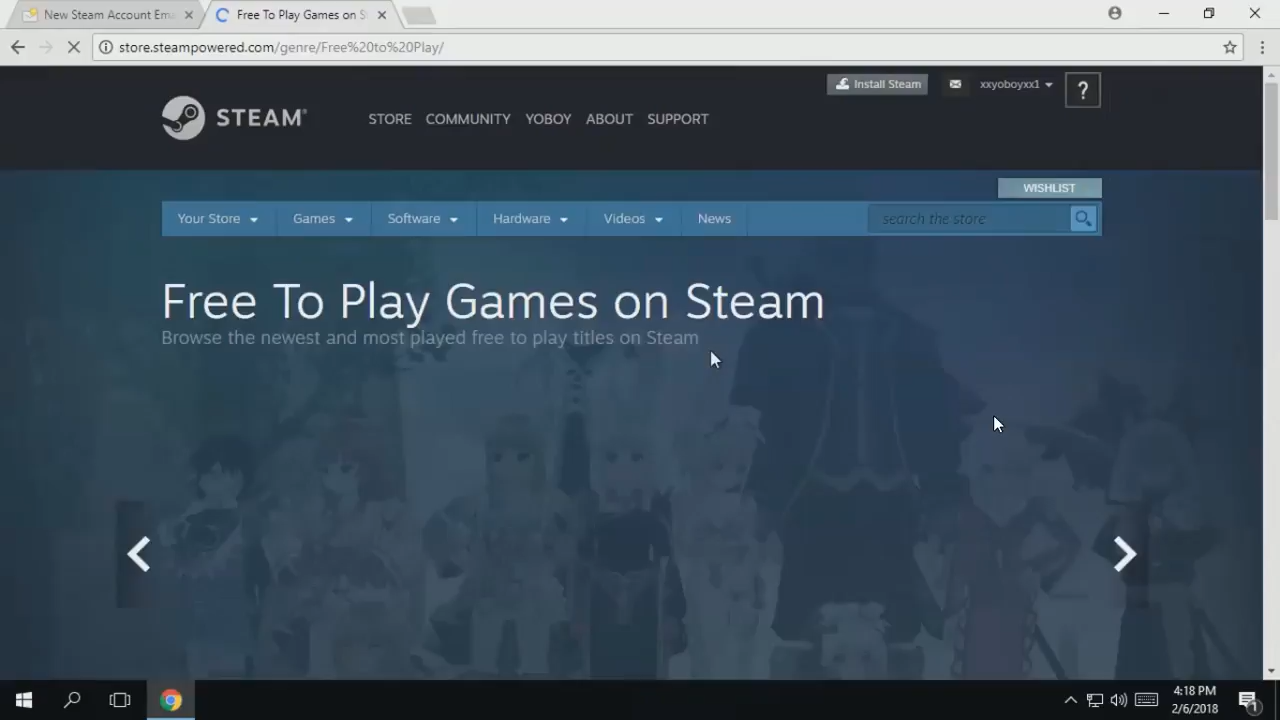 New Steam Account Ema
Free To Play Games on S
store.steampowered.com/genre/Free%20to%20Play/
Install Steam
xxyoboyxx1
?
STEAM®
STORE COMMUNITY YOBOY ABOUT SUPPORT
WISHLIST
Your Store Games Software Hardware Videos News search the store
Free To Play Games on Steam
Browse the newest and most played free to play titles on Steam
4:18 PM
2/6/2018
1